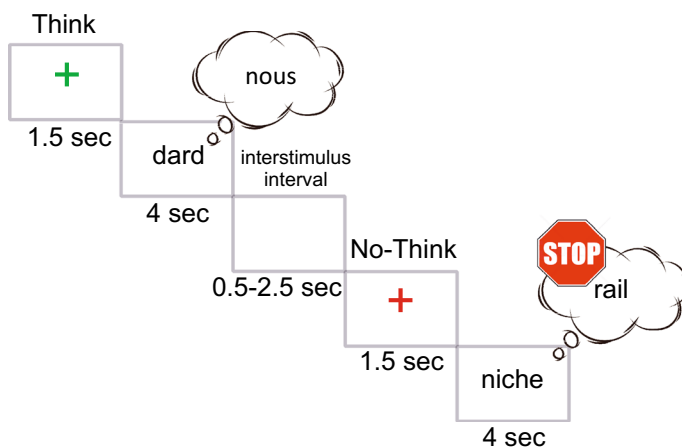 Think
nous
1.5 sec
dard
interstimulus
interval
4 sec
No-Think
STOP
0.5-2.5 sec
rail
1.5 sec
niche
4 sec